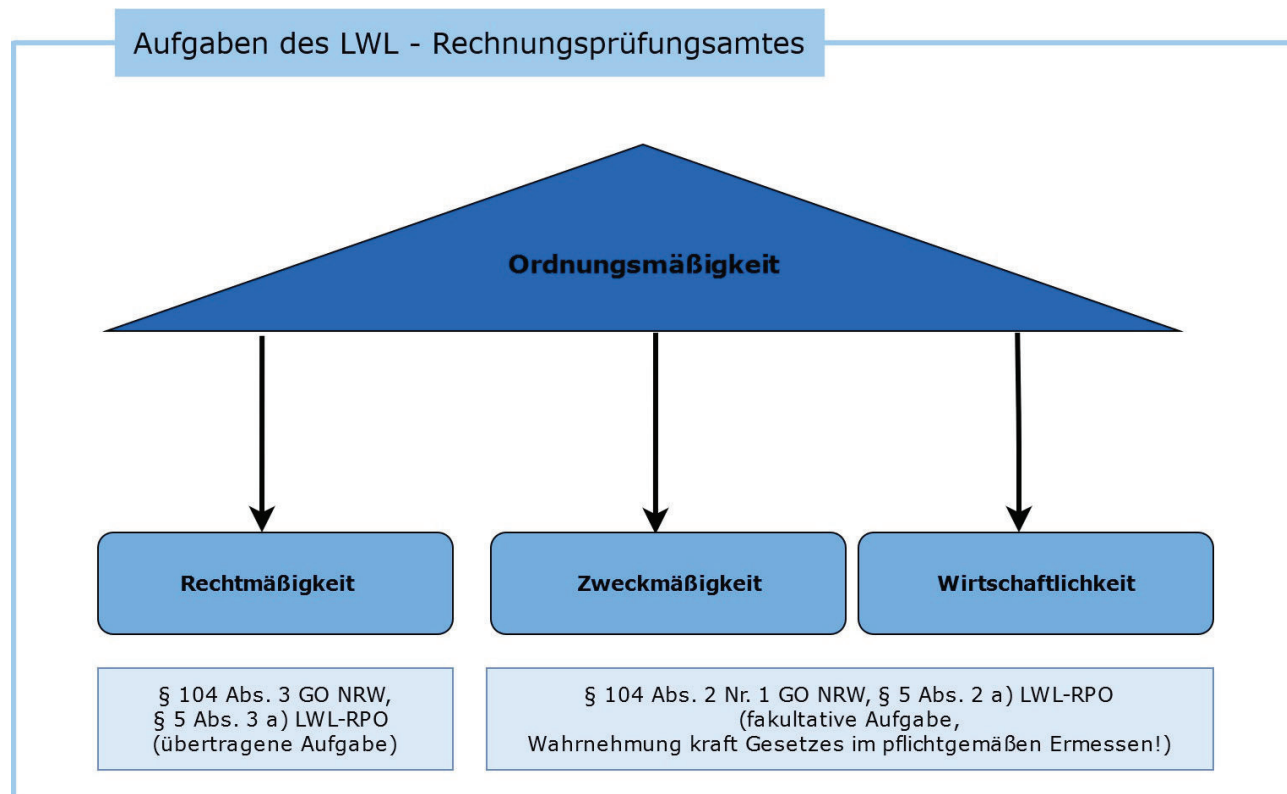 Aufgaben des LWL - Rechnungsprüfungsamtes
Ordnungsmäßigkeit
Rechtmäßigkeit
Zweckmäßigkeit
Wirtschaftlichkeit
§ 104 Abs. 3 GO NRW,
§ 5 Abs. 3 a) LWL-RPO
(übertragene Aufgabe)
§ 104 Abs. 2 Nr. 1 GO NRW, § 5 Abs. 2 a) LWL-RPO
(fakultative Aufgabe,
Wahrnehmung kraft Gesetzes im pflichtgemäßen Ermessen!)